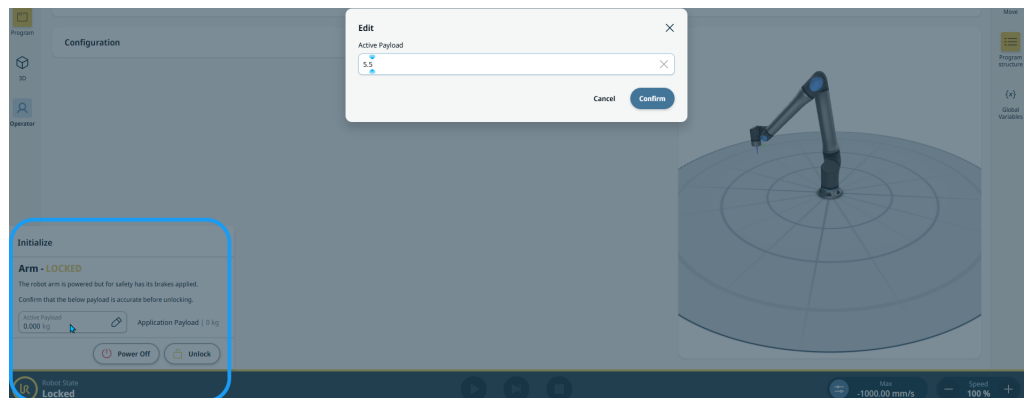 Program
3D
Operator
Configuration
Edit
Active Payload
5.5
Cancel
Confirm
Move
Program
structure
{x}
Global
Variables
Initialize
Arm - LOCKED
The robot arm is powered but for safety has its brakes applied.
Confirm that the below payload is accurate before unlocking.
Active Payload
0.000 kg
Application Payload | 0 kg
Power Off
Unlock
Robot State
Locked
Max
-1000.00 mm/s
Speed
100 %